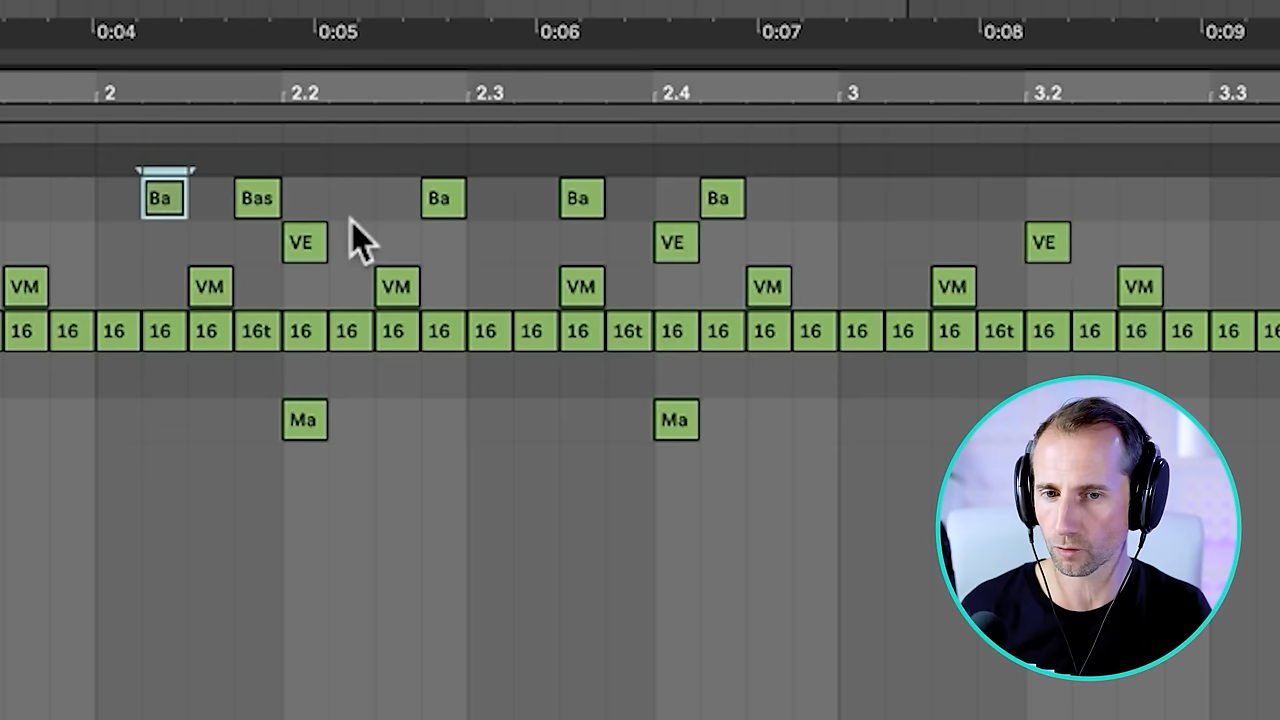 0:04 0:05 0:06 0:07 0:08 0:09
2 2.2 2.3 2.4 3 3.2 3.3
Ba Bas Ba Ba Ba
VE VE VE
VM VM VM VM VM VM VM
16 16 16 16 16 16t 16 16 16 16 16 16 16 16t 16 16 16 16 16 16 16 16t 16 16 16 16 16
Ma Ma